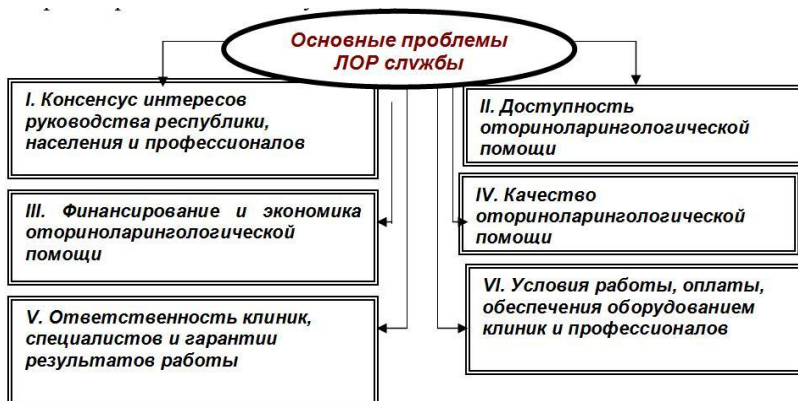 Основные проблемы
ЛОР службы
I. Консенсус интересов
руководства республики,
населения и профессионалов
II. Доступность
оториноларингологической
помощи
III. Финансирование и экономика
оториноларингологической
помощи
IV. Качество
оториноларингологической
помощи
V. Ответственность клиник,
специалистов и гарантии
результатов работы
VI. Условия работы, оплаты,
обеспечения оборудованием
клиник и профессионалов